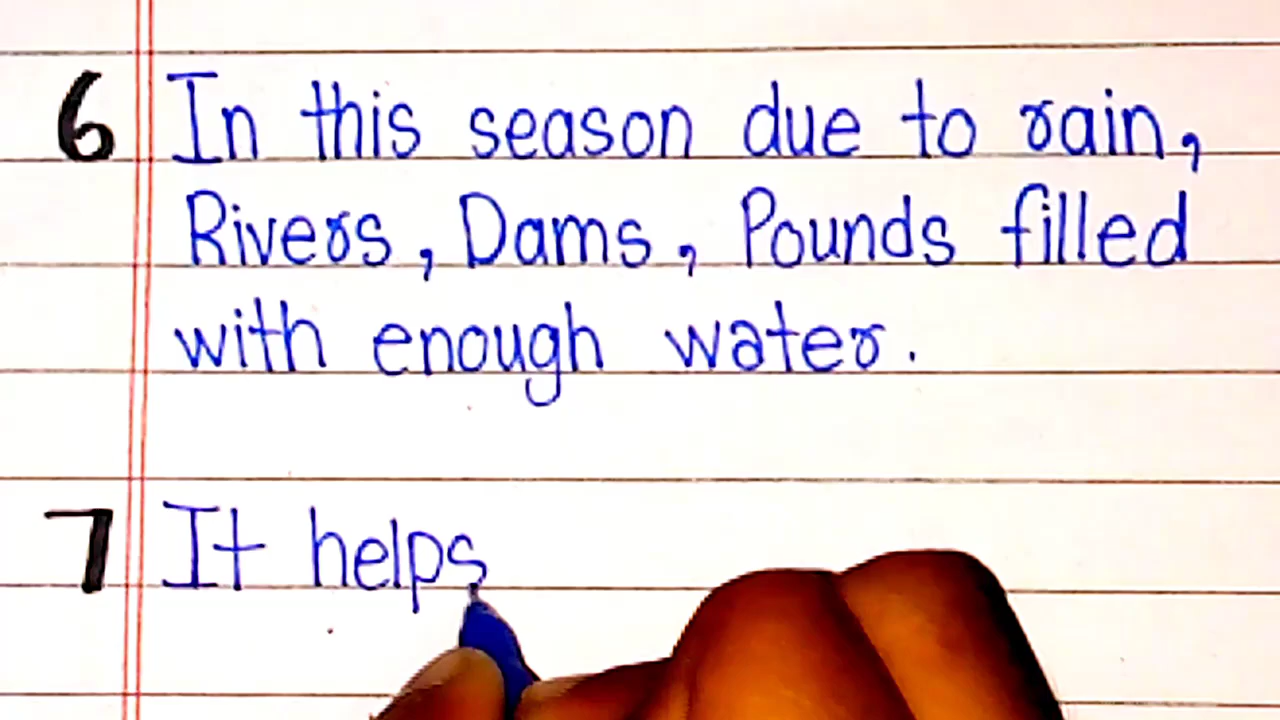 6 In this season due to rain,
Rivers, Dams, Pounds filled
with enough water.
7 It helps